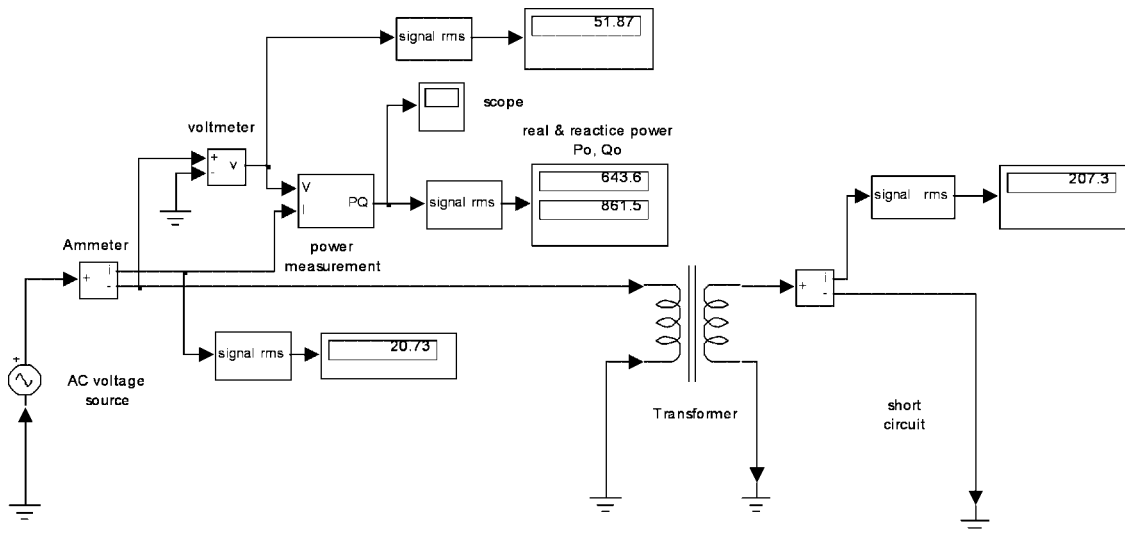 signal rms
51.87
scope
voltmeter
real & reactice power
Po, Qo
+
-
v
V
I
PQ
signal rms
643.6
861.5
signal rms
207.3
Ammeter
power
measurement
+
i
-
+
i
-
signal rms
20.73
+
AC voltage
source
Transformer
short
circuit